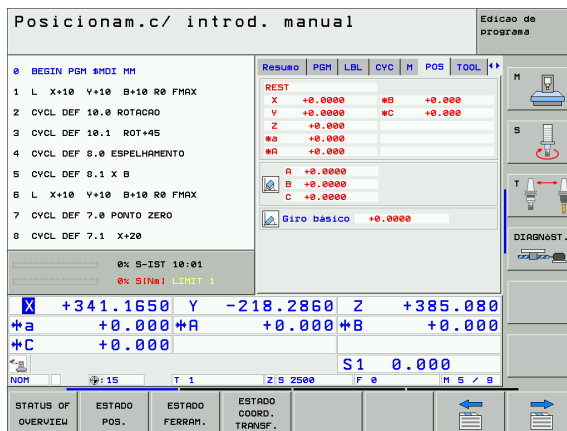 Posicionam.c/ introd. manual
Edicao de
programa
0 BEGIN PGM $MDI MM
1 L X+10 Y+10 B+10 R0 FMAX
2 CYCL DEF 10.0 ROTACAO
3 CYCL DEF 10.1 ROT+45
4 CYCL DEF 8.0 ESPELHAMENTO
5 CYCL DEF 8.1 X B
6 L X+10 Y+10 B+10 R0 FMAX
7 CYCL DEF 7.0 PONTO ZERO
8 CYCL DEF 7.1 X+20
0% S-IST 10:01
0% S[Nm] LIMIT 1
Resumo PGM LBL CYC M POS TOOL
REST
X +0.0000 *B +0.000
Y +0.0000 *C +0.000
Z +0.000
*a +0.000
*A +0.000
A +0.0000
B +0.0000
C +0.0000
Giro básico +0.0000
M
S
T
DIAGNÓST.
X +341.1650 Y -218.2860 Z +385.080
*a +0.000 *A +0.000 *B +0.000
*C +0.000
S1 0.000
NOM : 15 T 1 Z S 2500 F 0 M 5 / 9
STATUS OF
OVERVIEW
ESTADO
POS.
ESTADO
FERRAM.
ESTADO
COORD.
TRANSF.